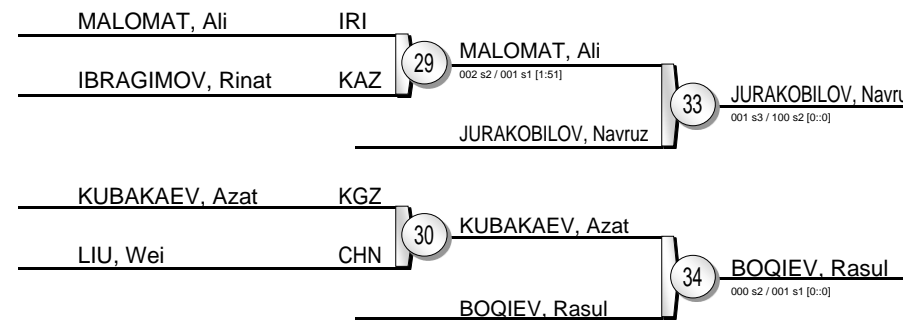 MALOMAT, Ali IRI
29 MALOMAT, Ali
002 s2 / 001 s1 [1:51]
IBRAGIMOV, Rinat KAZ
33 JURAKOBILOV, Navru
001 s3 / 100 s2 [0::0]
JURAKOBILOV, Navruz
KUBAKAEV, Azat KGZ
30 KUBAKAEV, Azat
LIU, Wei CHN
34 BOQIEV, Rasul
000 s2 / 001 s1 [0::0]
BOQIEV, Rasul